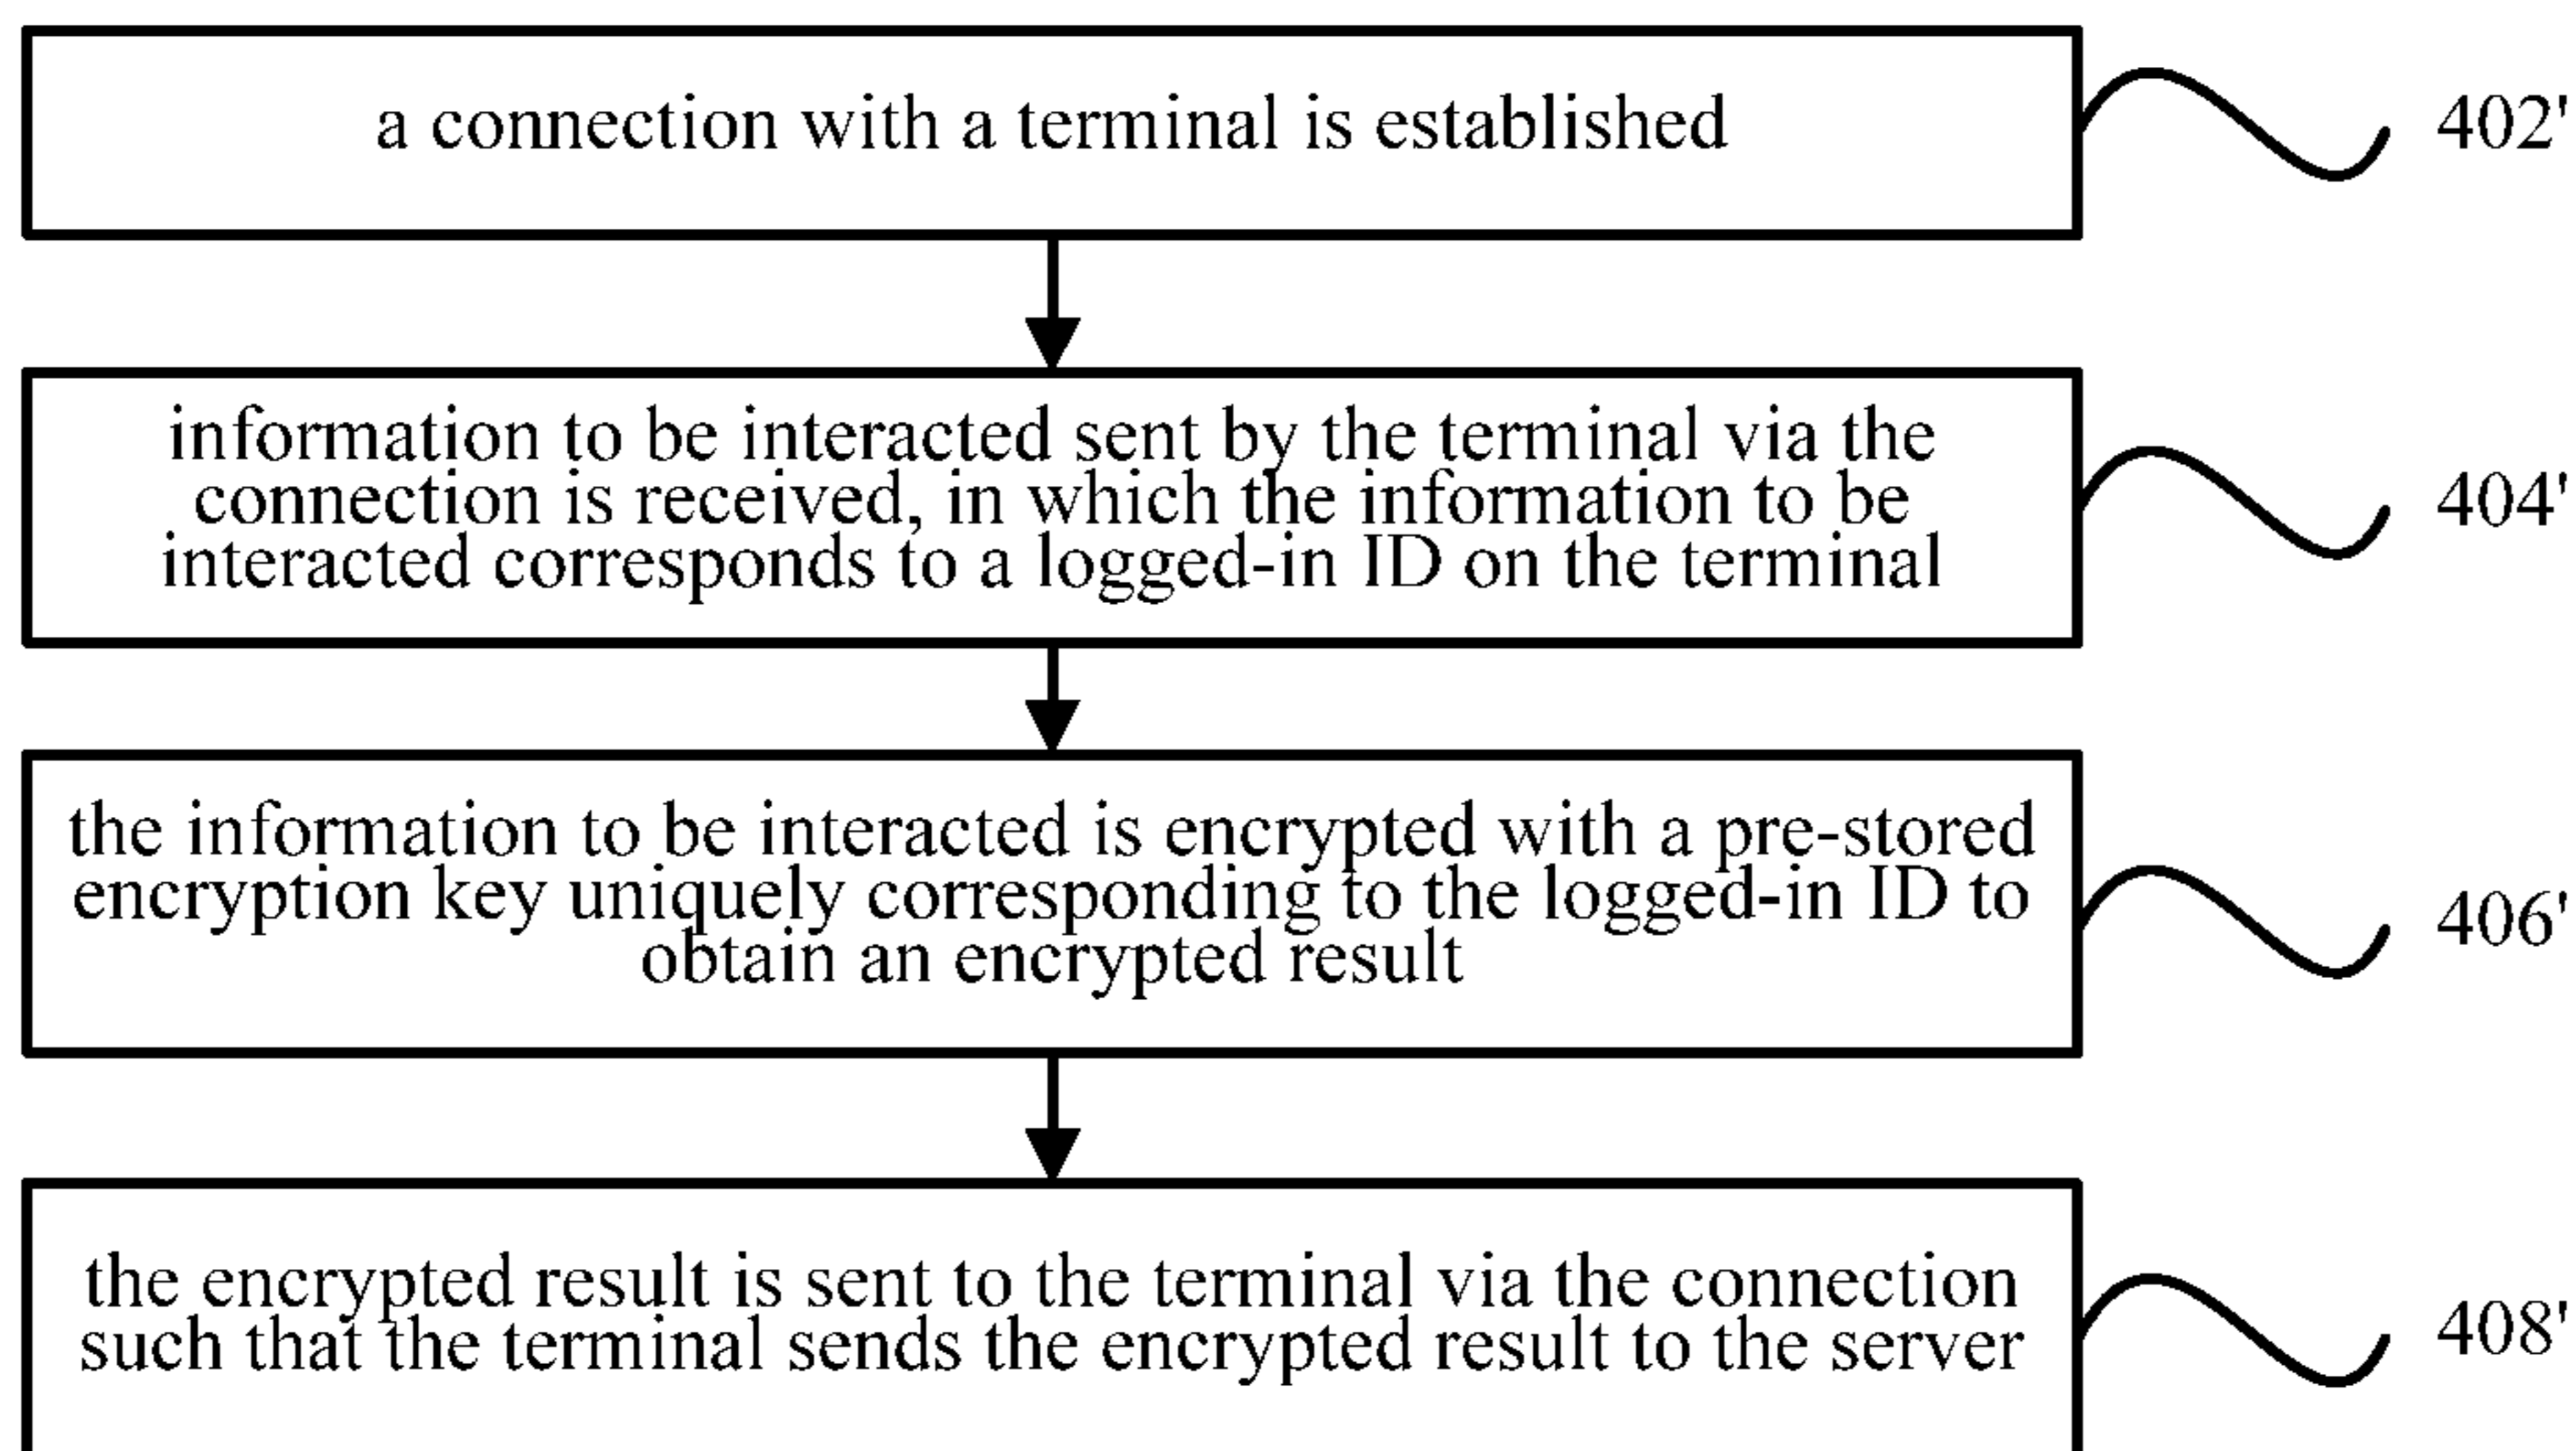 a connection with a terminal is established
402'
information to be interacted sent by the terminal via the
connection is received, in which the information to be
interacted corresponds to a logged-in ID on the terminal
404'
the information to be interacted is encrypted with a pre-stored
encryption key uniquely corresponding to the logged-in ID to
obtain an encrypted result
406'
the encrypted result is sent to the terminal via the connection
such that the terminal sends the encrypted result to the server
408'